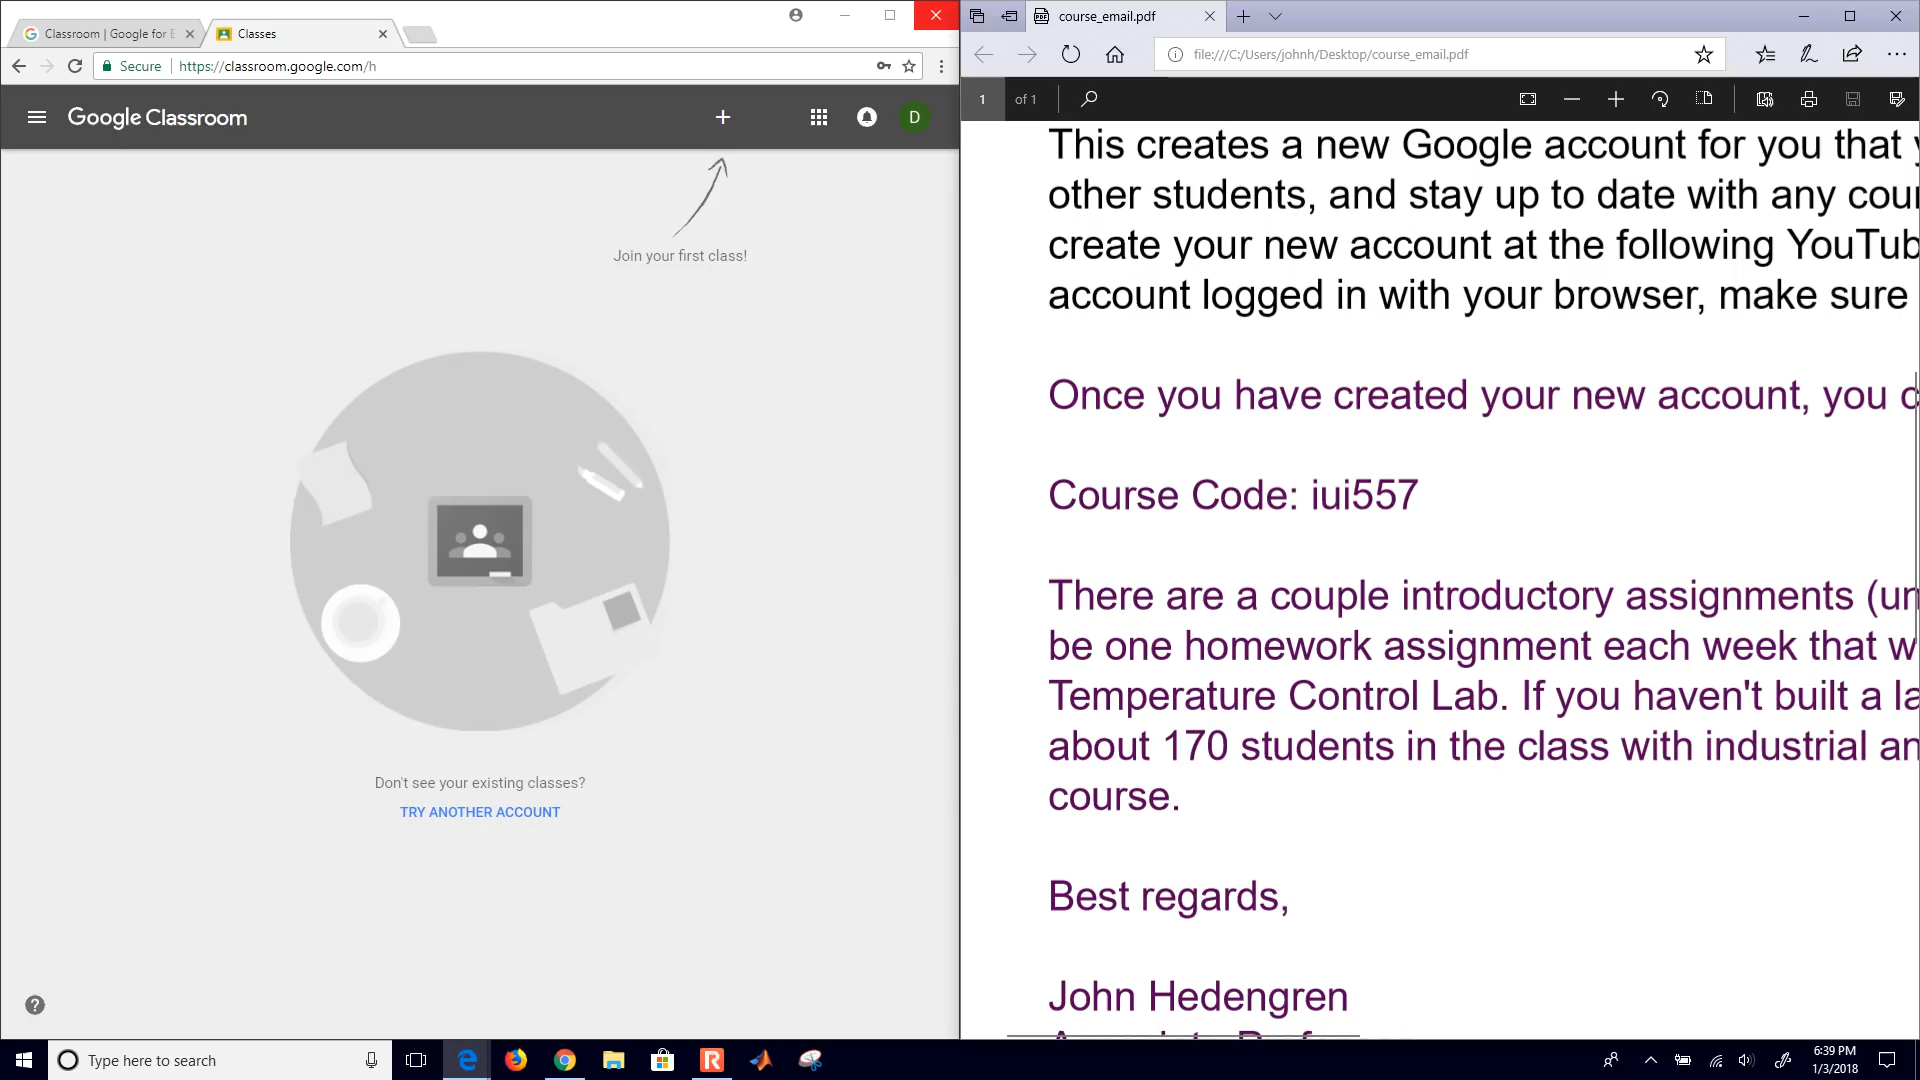 Classroom | Google for E
Classes
Secure
https://classroom.google.com/h
Google Classroom
D
Join your first class!
Don't see your existing classes?
TRY ANOTHER ACCOUNT
?
course_email.pdf
file:///C:/Users/johnh/Desktop/course_email.pdf
1 of 1
This creates a new Google account for you that
other students, and stay up to date with any cour
create your new account at the following YouTub
account logged in with your browser, make sure
Once you have created your new account, you c
Course Code: iui557
There are a couple introductory assignments (un
be one homework assignment each week that w
Temperature Control Lab. If you haven't built a la
about 170 students in the class with industrial an
course.
Best regards,
John Hedengren
Type here to search
6:39 PM
1/3/2018